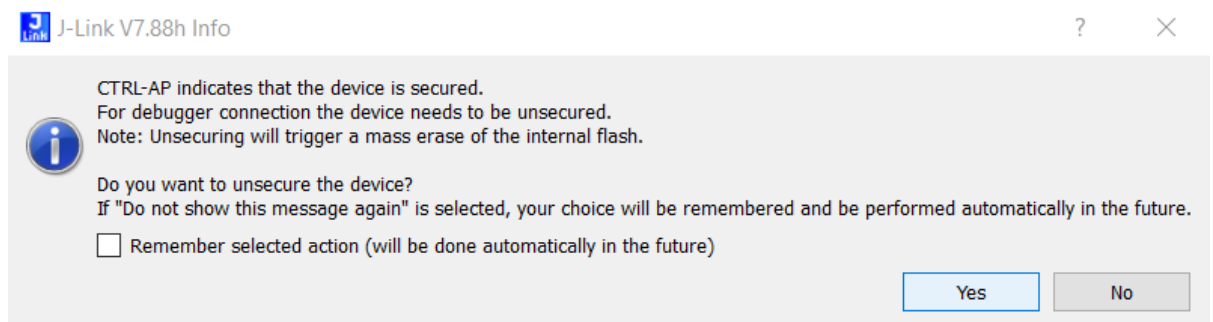 J-Link V7.88h Info
CTRL-AP indicates that the device is secured.
For debugger connection the device needs to be unsecured.
Note: Unsecuring will trigger a mass erase of the internal flash.
Do you want to unsecure the device?
If "Do not show this message again" is selected, your choice will be remembered and be performed automatically in the future.
Remember selected action (will be done automatically in the future)
Yes
No